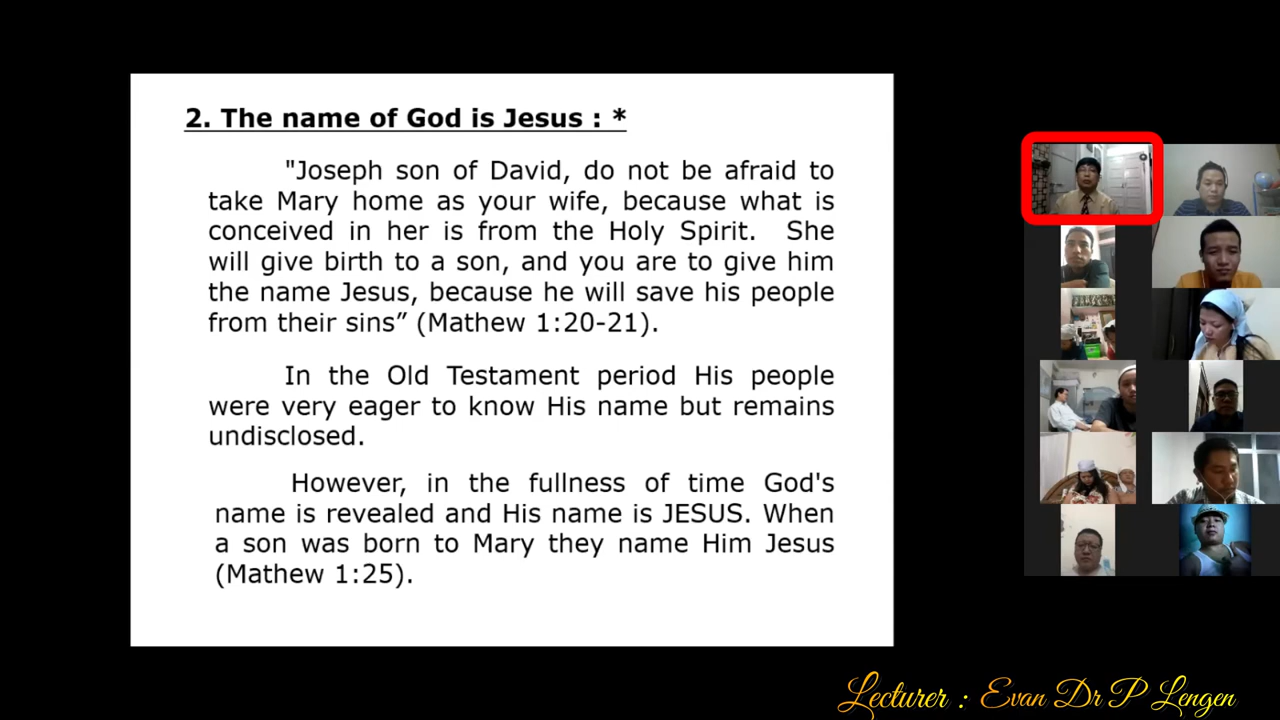 2. The name of God is Jesus : *
"Joseph son of David, do not be afraid to
take Mary home as your wife, because what is
conceived in her is from the Holy Spirit. She
will give birth to a son, and you are to give him
the name Jesus, because he will save his people
from their sins” (Mathew 1:20-21).
In the Old Testament period His people
were very eager to know His name but remains
undisclosed.
However, in the fullness of time God's
name is revealed and His name is JESUS. When
a son was born to Mary they name Him Jesus
(Mathew 1:25).
Lecturer : Evan Dr P Lengen